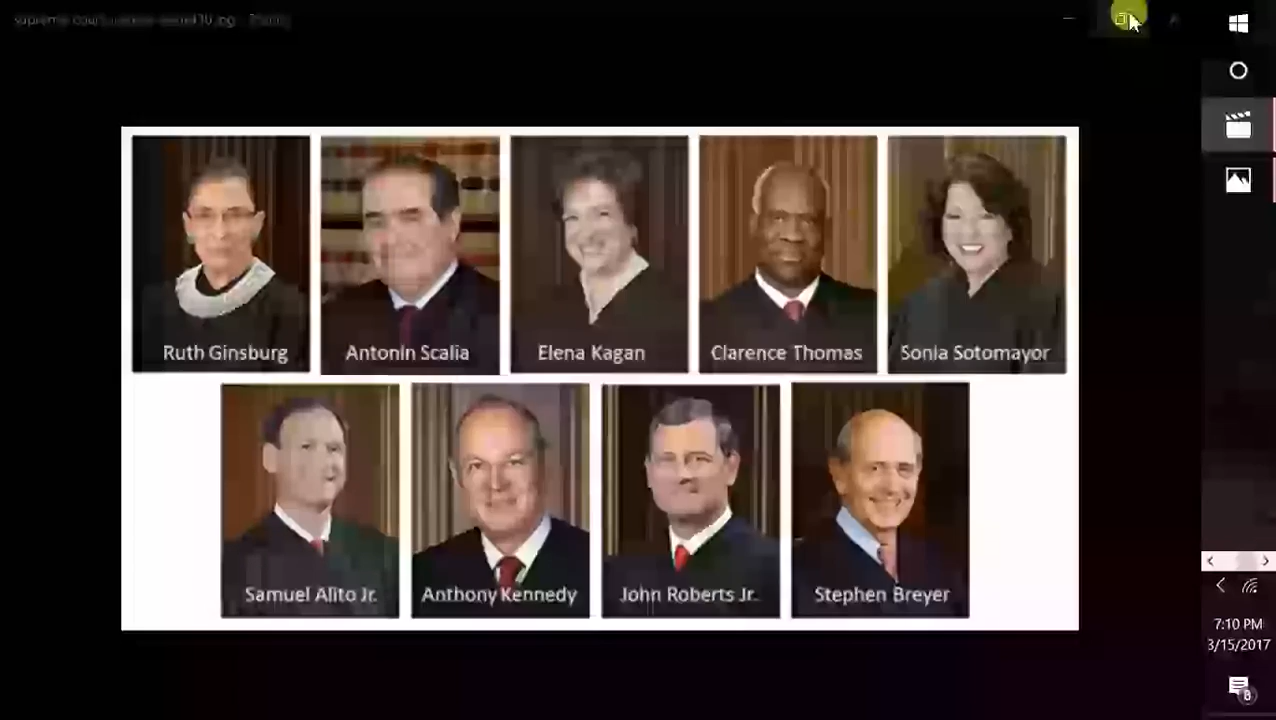 Ruth Ginsburg
Antonin Scalia
Elena Kagan
Clarence Thomas
Sonia Sotomayor
Samuel Alito Jr.
Anthony Kennedy
John Roberts Jr.
Stephen Breyer
7:10 PM
3/15/2017
8